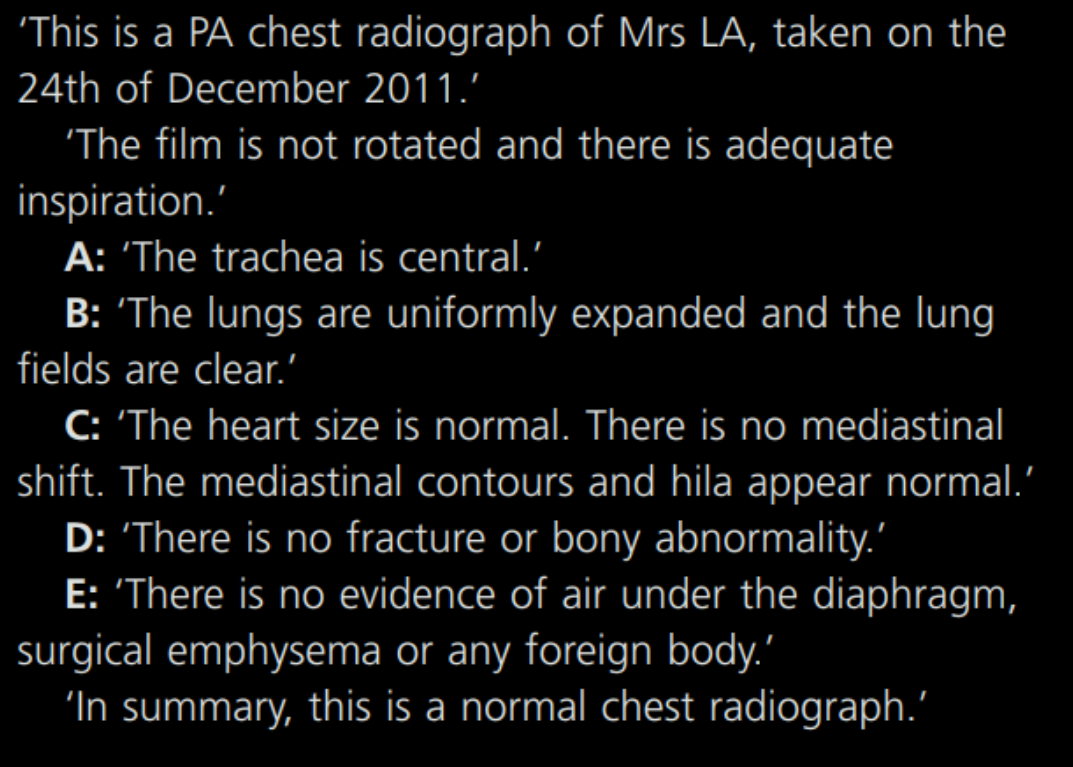 ‘This is a PA chest radiograph of Mrs LA, taken on the
24th of December 2011.’
‘The film is not rotated and there is adequate
inspiration.’
A: ‘The trachea is central.’
B: ‘The lungs are uniformly expanded and the lung
fields are clear.’
C: ‘The heart size is normal. There is no mediastinal
shift. The mediastinal contours and hila appear normal.’
D: ‘There is no fracture or bony abnormality.’
E: ‘There is no evidence of air under the diaphragm,
surgical emphysema or any foreign body.’
‘In summary, this is a normal chest radiograph.’